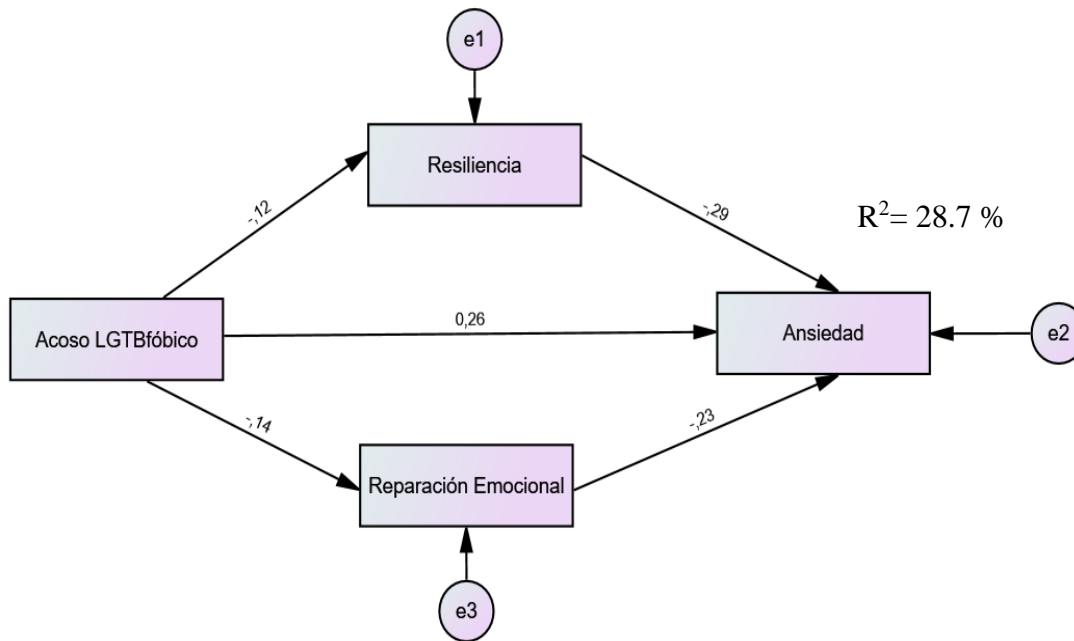 e1
Resiliencia
-,12
-,29
R²= 28.7 %
Acoso LGTBfóbico
0,26
Ansiedad
e2
-,14
-,23
Reparación Emocional
e3